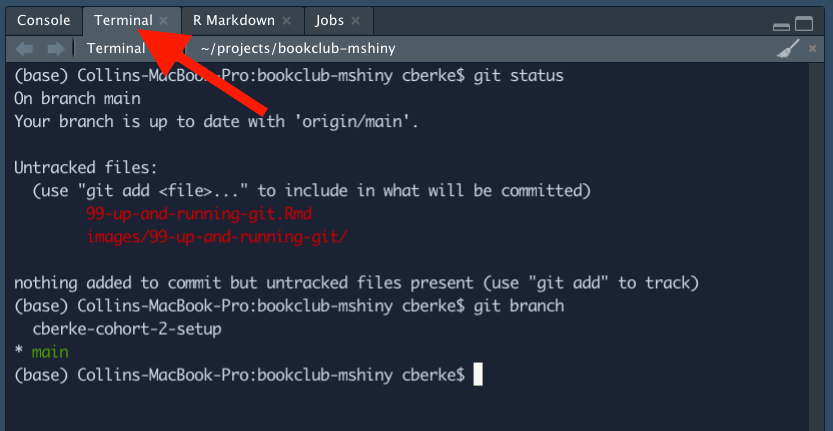 Console Terminal R Markdown Jobs
Terminal ~/projects/bookclub-mshiny
(base) Collins-MacBook-Pro:bookclub-mshiny cberke$ git status
On branch main
Your branch is up to date with 'origin/main'.
Untracked files:
(use "git add <file>..." to include in what will be committed)
99-up-and-running-git.Rmd
images/99-up-and-running-git/
nothing added to commit but untracked files present (use "git add" to track)
(base) Collins-MacBook-Pro:bookclub-mshiny cberke$ git branch
cberke-cohort-2-setup
* main
(base) Collins-MacBook-Pro:bookclub-mshiny cberke$